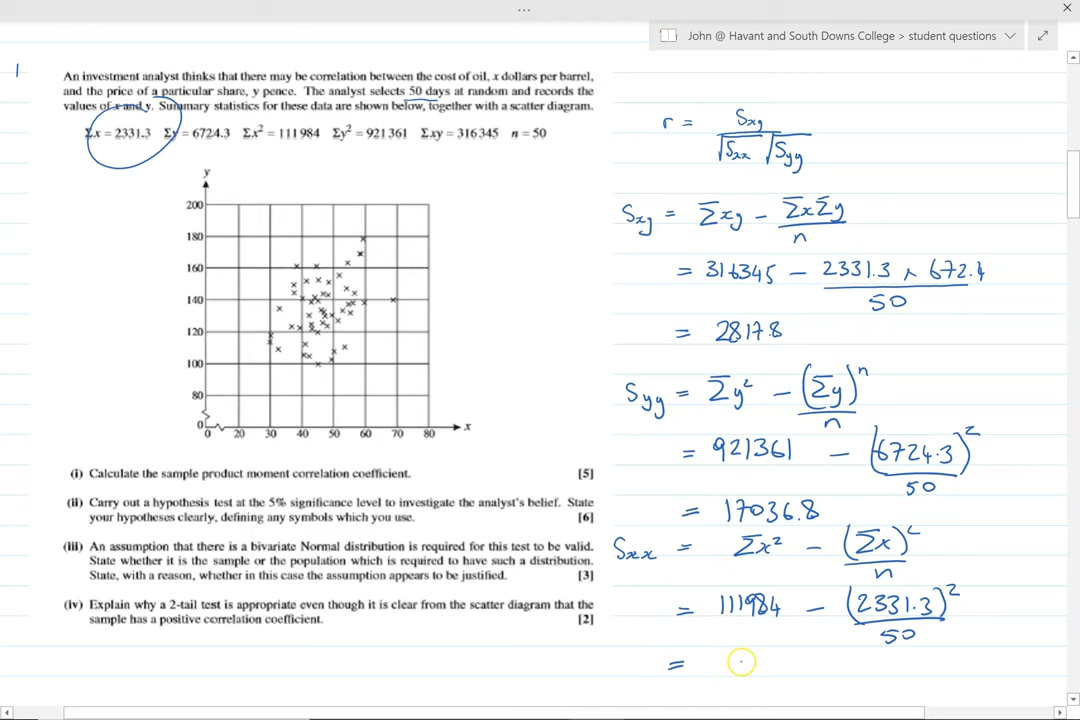 John @ Havant and South Downs College > student questions
1
An investment analyst thinks that there may be correlation between the cost of oil, x dollars per barrel,
and the price of a particular share, y pence. The analyst selects 50 days at random and records the
values of x and y. Summary statistics for these data are shown below, together with a scatter diagram.
Σx = 2331.3 Σy = 6724.3 Σx² = 111984 Σy² = 921361 Σxy = 316345 n = 50
y
200
180
160
140
120
100
80
0
0 20 30 40 50 60 70 80 x
(i) Calculate the sample product moment correlation coefficient. [5]
(ii) Carry out a hypothesis test at the 5% significance level to investigate the analyst's belief. State
your hypotheses clearly, defining any symbols which you use. [6]
(iii) An assumption that there is a bivariate Normal distribution is required for this test to be valid.
State whether it is the sample or the population which is required to have such a distribution.
State, with a reason, whether in this case the assumption appears to be justified. [3]
(iv) Explain why a 2-tail test is appropriate even though it is clear from the scatter diagram that the
sample has a positive correlation coefficient. [2]
r = Sxy
√Sxx √Syy
Sxy = Σxy - ΣxΣy
n
= 316345 - 2331.3 × 672.4
50
= 2817.8
Syy = Σy² - (Σy)ⁿ
n
= 921361 - (6724.3)²
50
= 17036.8
Sxx = Σx² - (Σx)²
n
= 111984 - (2331.3)²
50
=